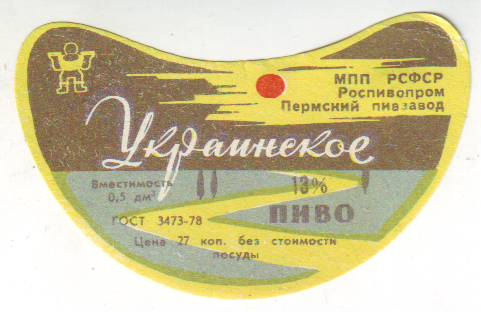 МПП РСФСР
Роспивопром
Пермский пивзавод
Украинское
Вместимость
0,5 дм³
13%
ПИВО
ГОСТ 3473-78
Цена 27 коп. без стоимости
посуды